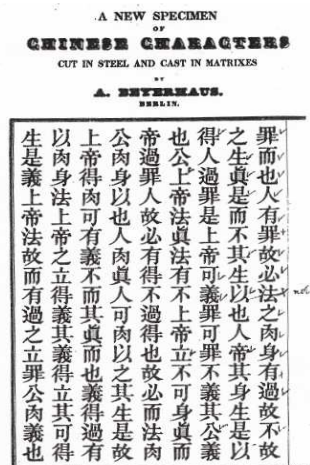 A NEW SPECIMEN
OF
CHINESE CHARACTERS
CUT IN STEEL AND CAST IN MATRIXES
BY
A. BEYERHAUS.
BERLIN.
罪而也人有罪故必法之肉身有過故不故
之生眞是而不其生以也人帝其身生是以
得人過罪是上帝可義罪可罪不義其公義
也公上帝法眞法有不上帝立不可身眞而
帝過罪人故必有得不過得也故必而法肉
公肉身以也人肉眞人可肉以之其生是故
上帝得肉可有義不而其眞而也義得過有
以肉身法上帝之立得義其義得立其可得
生是義上帝法故而有過之立罪公肉義也